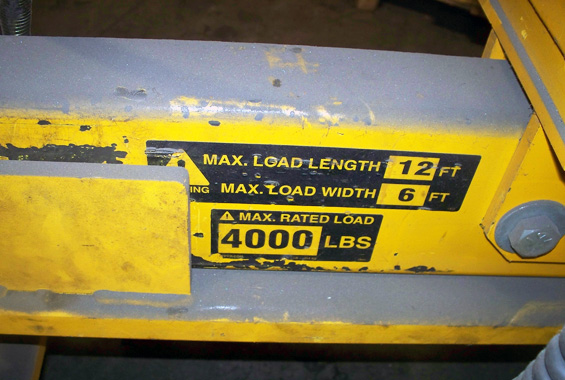 MAX. LOAD LENGTH 12 FT
MAX. LOAD WIDTH 6 FT
MAX. RATED LOAD
4000 LBS